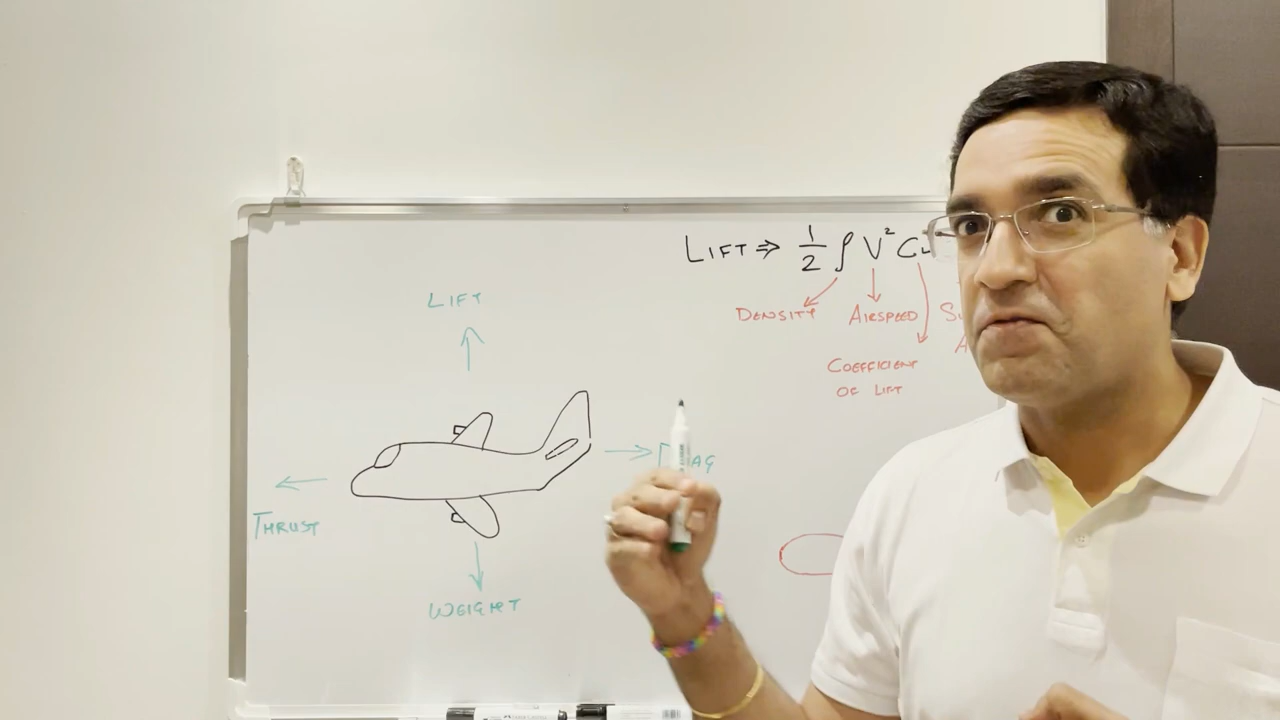 LIFT ⇒ 1/2 ρ V² CL
DENSITY AIRSPEED
COEFFICIENT
OF LIFT
LIFT
THRUST
WEIGHT